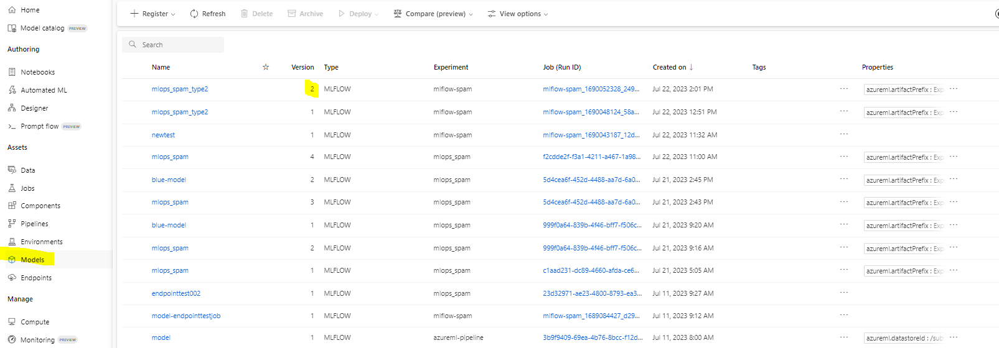 Home
Model catalog PREVIEW
Authoring
Notebooks
Automated ML
Designer
Prompt flow PREVIEW
Assets
Data
Jobs
Components
Pipelines
Environments
Models
Endpoints
Manage
Compute
Monitoring PREVIEW
Register Refresh Delete Archive Deploy Compare (preview) View options
Search
Name Version Type Experiment Job (Run ID) Created on ↓ Tags Properties
mlops_spam_type2 2 MLFLOW mlflow-spam mlflow-spam_1690052328_249... Jul 22, 2023 2:01 PM ... azureml.artifactPrefix : Exp ...
mlops_spam_type2 1 MLFLOW mlflow-spam mlflow-spam_1690048124_58a... Jul 22, 2023 12:51 PM ... azureml.artifactPrefix : Exp ...
newtest 1 MLFLOW mlflow-spam mlflow-spam_1690043187_12d... Jul 22, 2023 11:32 AM ...
mlops_spam 4 MLFLOW mlops_spam f2cdde2f-f3a1-4211-a467-1a98... Jul 22, 2023 11:00 AM ... azureml.artifactPrefix : Exp ...
blue-model 2 MLFLOW mlops_spam 5d4cea6f-452d-4488-aa7d-6a0... Jul 21, 2023 2:45 PM ... azureml.artifactPrefix : Exp ...
mlops_spam 3 MLFLOW mlops_spam 5d4cea6f-452d-4488-aa7d-6a0... Jul 21, 2023 2:43 PM ... azureml.artifactPrefix : Exp ...
blue-model 1 MLFLOW mlops_spam 999f0a64-839b-4f46-bff7-f506c... Jul 21, 2023 9:20 AM ... azureml.artifactPrefix : Exp ...
mlops_spam 2 MLFLOW mlops_spam 999f0a64-839b-4f46-bff7-f506c... Jul 21, 2023 9:16 AM ... azureml.artifactPrefix : Exp ...
mlops_spam 1 MLFLOW mlops_spam c1aad231-dc89-4660-afda-ce6... Jul 21, 2023 5:05 AM ... azureml.artifactPrefix : Exp ...
endpointtest002 1 MLFLOW mlops_spam 23d32971-ae23-4800-8793-ea3... Jul 11, 2023 9:27 AM ...
model-endpointtestjob 1 MLFLOW mlflow-spam mlflow-spam_1689084427_d29... Jul 11, 2023 9:12 AM ...
model 1 MLFLOW azureml-pipeline 3b9f9409-69ea-4b76-8bcc-f12d... Jul 11, 2023 8:00 AM ... azureml.datastoreId : /sub ...